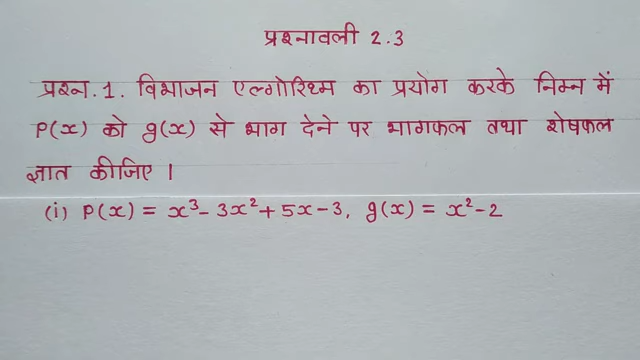 प्रश्नावली 2.3
प्रश्न.1. विभाजन एल्गोरिथ्म का प्रयोग करके निम्न में
P(x) को g(x) से भाग देने पर भागफल तथा शेषफल
ज्ञात कीजिए।
(i) P(x) = x³-3x²+5x-3, g(x) = x²-2